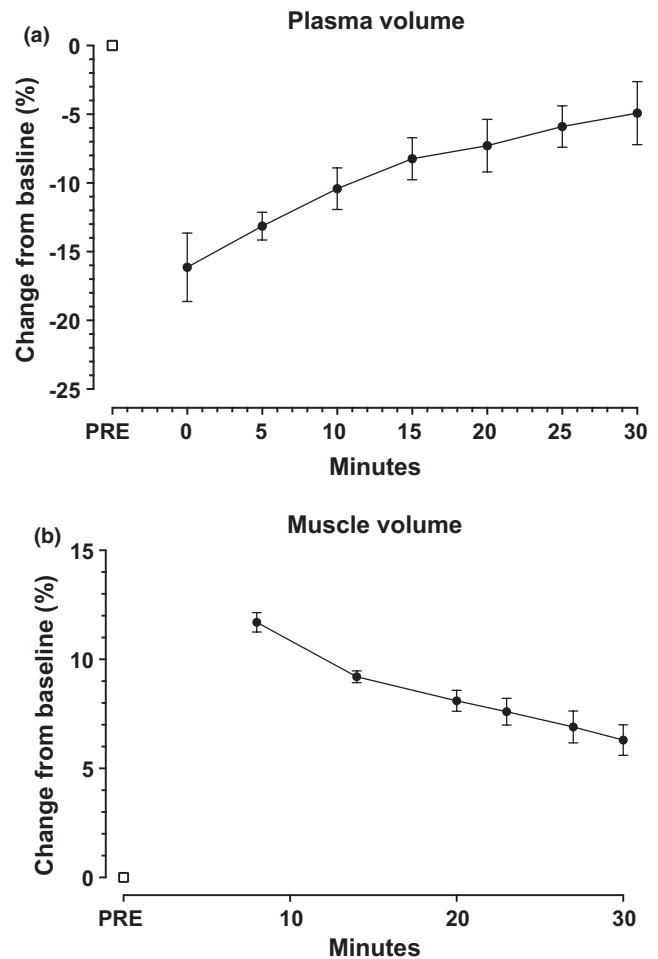 (a)
Plasma volume
Change from basline (%)
0
-5
-10
-15
-20
-25
PRE 0 5 10 15 20 25 30
Minutes
(b)
Muscle volume
Change from baseline (%)
15
10
5
0
PRE 10 20 30
Minutes